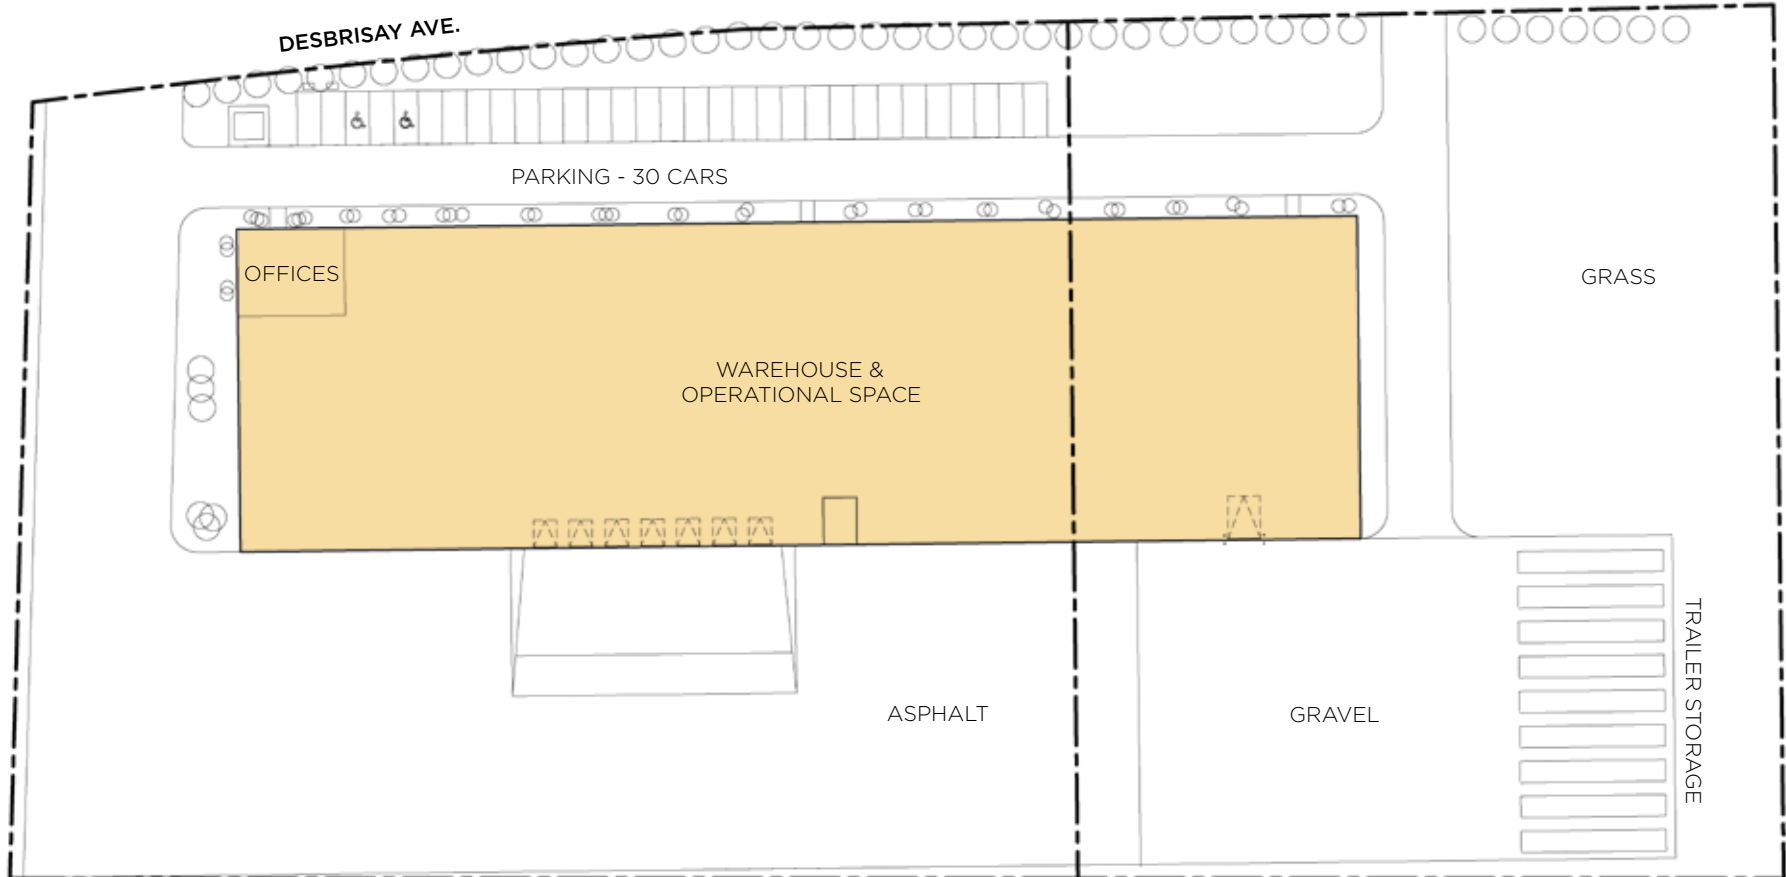 DESBRISAY AVE.
PARKING - 30 CARS
OFFICES
GRASS
WAREHOUSE &
OPERATIONAL SPACE
TRAILER STORAGE
ASPHALT
GRAVEL